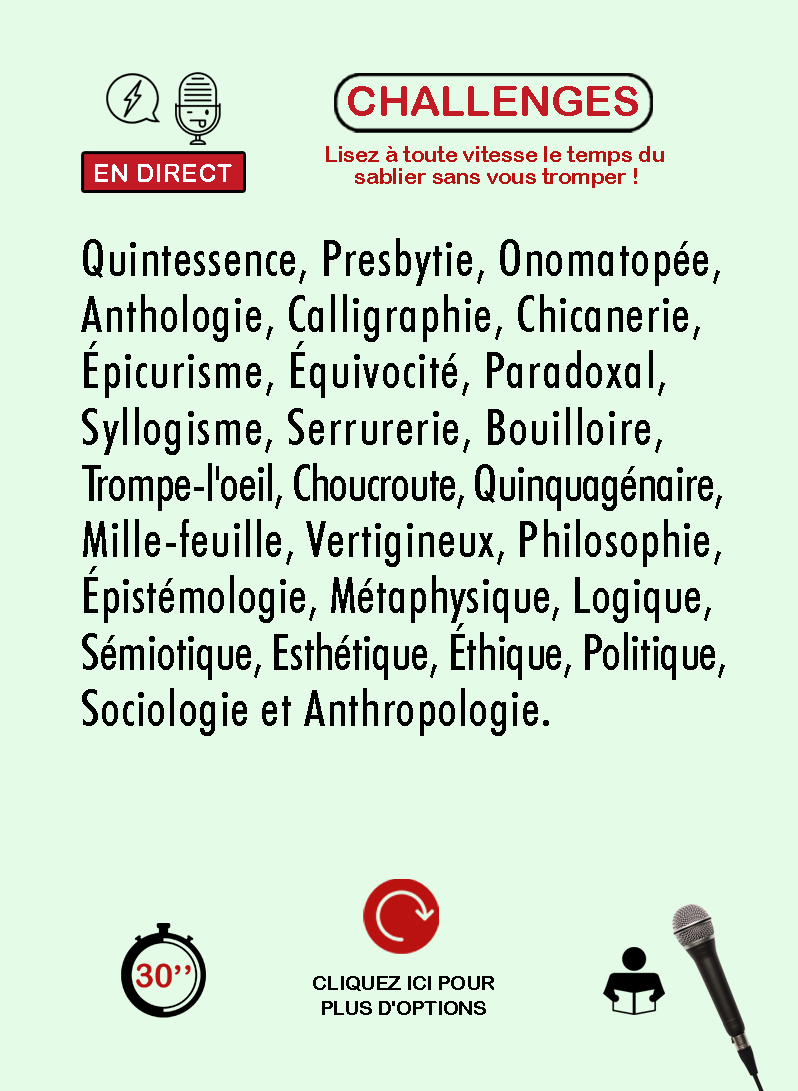 CHALLENGES
EN DIRECT
Lisez à toute vitesse le temps du
sablier sans vous tromper !
Quintessence, Presbytie, Onomatopée,
Anthologie, Calligraphie, Chicanerie,
Épicurisme, Équivocité, Paradoxal,
Syllogisme, Serrurerie, Bouilloire,
Trompe-l'oeil, Choucroute, Quinquagénaire,
Mille-feuille, Vertigineux, Philosophie,
Épistémologie, Métaphysique, Logique,
Sémiotique, Esthétique, Éthique, Politique,
Sociologie et Anthropologie.
30’’
CLIQUEZ ICI POUR
PLUS D'OPTIONS